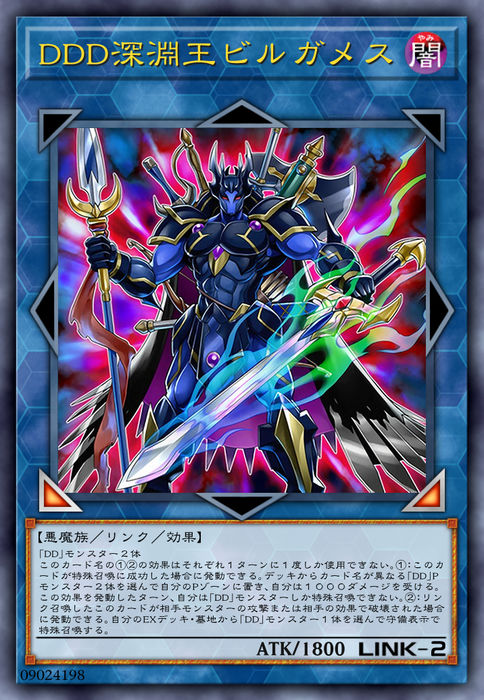 DDD深淵王ビルガメス
やみ
闇
【悪魔族／リンク／効果】
「DD」モンスター２体
このカード名の①②の効果はそれぞれ１ターンに１度しか使用できない。①：このカ
ードが特殊召喚に成功した場合に発動できる。デッキからカード名が異なる「DD」P
モンスター２体を選んで自分のPゾーンに置き、自分は１０００ダメージを受ける。
この効果を発動したターン、自分は「DD」モンスターしか特殊召喚できない。②：リン
ク召喚したこのカードが相手モンスターの攻撃または相手の効果で破壊された場合
に発動できる。自分のEXデッキ・墓地から「DD」モンスター１体を選んで守備表示で
特殊召喚する。
ATK/1800 LINK-2
09024198